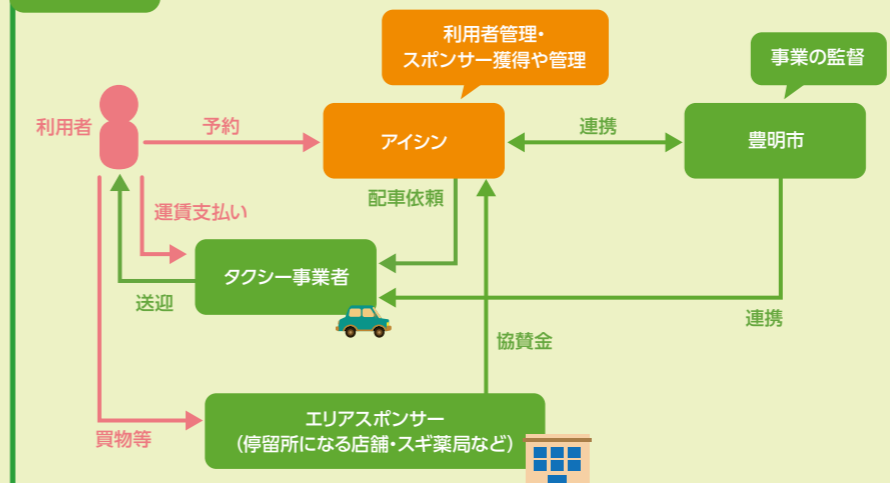 利用者管理・
スポンサー獲得や管理
事業の監督
利用者
予約
アイシン
連携
豊明市
配車依頼
運賃支払い
タクシー事業者
送迎
連携
協賛金
エリアスポンサー
（停留所になる店舗・スギ薬局など）
買物等